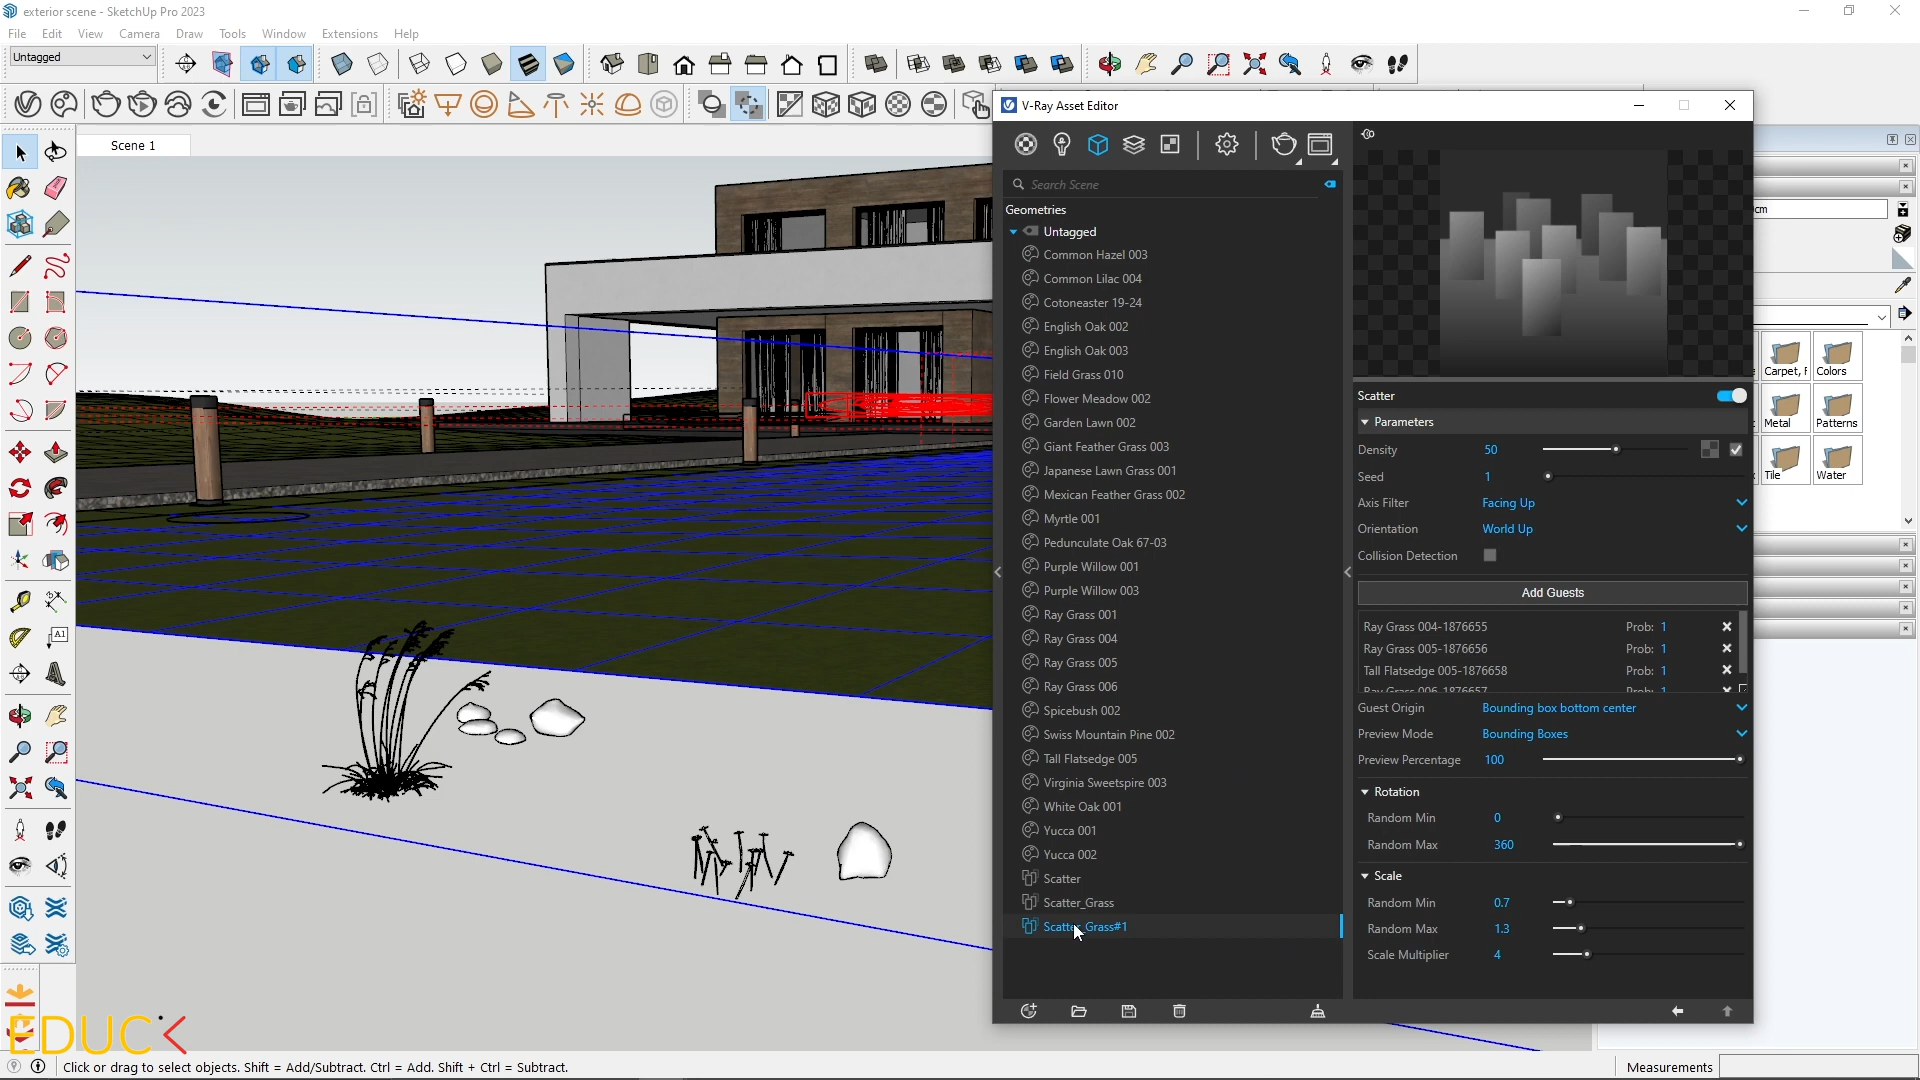 exterior scene - SketchUp Pro 2023
File Edit View Camera Draw Tools Window Extensions Help
Untagged
Scene 1
V-Ray Asset Editor
Search Scene
Geometries
Untagged
Common Hazel 003
Common Lilac 004
Cotoneaster 19-24
English Oak 002
English Oak 003
Field Grass 010
Flower Meadow 002
Garden Lawn 002
Giant Feather Grass 003
Japanese Lawn Grass 001
Mexican Feather Grass 002
Myrtle 001
Pedunculate Oak 67-03
Purple Willow 001
Purple Willow 003
Ray Grass 001
Ray Grass 004
Ray Grass 005
Ray Grass 006
Spicebush 002
Swiss Mountain Pine 002
Tall Flatsedge 005
Virginia Sweetspire 003
White Oak 001
Yucca 001
Yucca 002
Scatter
Scatter_Grass
Scatter_Grass#1
Scatter
Parameters
Density 50
Seed 1
Axis Filter Facing Up
Orientation World Up
Collision Detection
Add Guests
Ray Grass 004-1876655 Prob: 1
Ray Grass 005-1876656 Prob: 1
Tall Flatsedge 005-1876658 Prob: 1
Ray Grass 006-1876657 Prob: 1
Guest Origin Bounding box bottom center
Preview Mode Bounding Boxes
Preview Percentage 100
Rotation
Random Min 0
Random Max 360
Scale
Random Min 0.7
Random Max 1.3
Scale Multiplier 4
cm
Carpet, F Colors
Metal Patterns
Tile Water
A1
EDUC
Click or drag to select objects. Shift = Add/Subtract. Ctrl = Add. Shift + Ctrl = Subtract.
Measurements